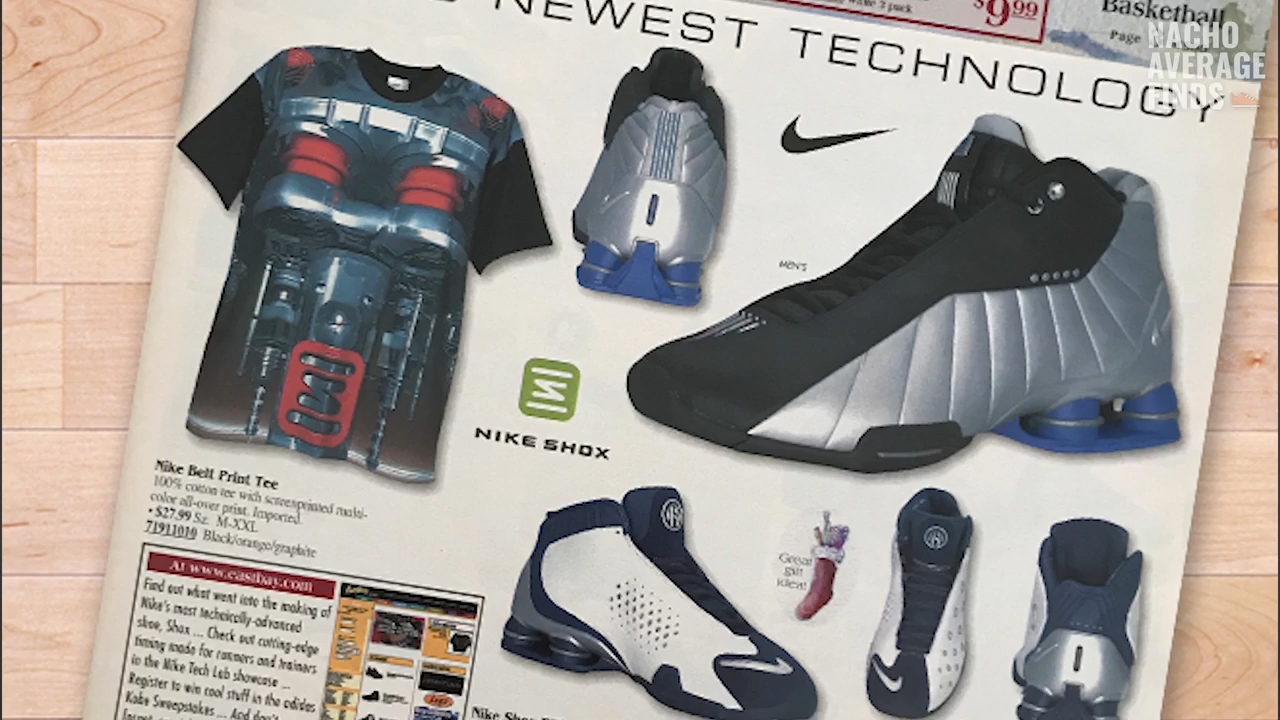 white 3 pack
$9.99
Basketball
Page
NACHO
AVERAGE
FINDS
NEWEST TECHNOLOGY
MEN'S
NIKE SHOX
Nike Belt Print Tee
100% cotton tee with screenprinted multi-
color all-over print. Imported.
• $27.99 Sz. M-XXL
71911010 Black/orange/graphite
Great
gift
idea!
At www.eastbay.com
Find out what went into the making of
Nike's most technically-advanced
shoe, Shox ... Check out cutting-edge
timing made for runners and trainers
in the Nike Tech Lab showcase ...
Register to win cool stuff in the adidas
Kobe Sweepstakes ... And don't
Nike Shox